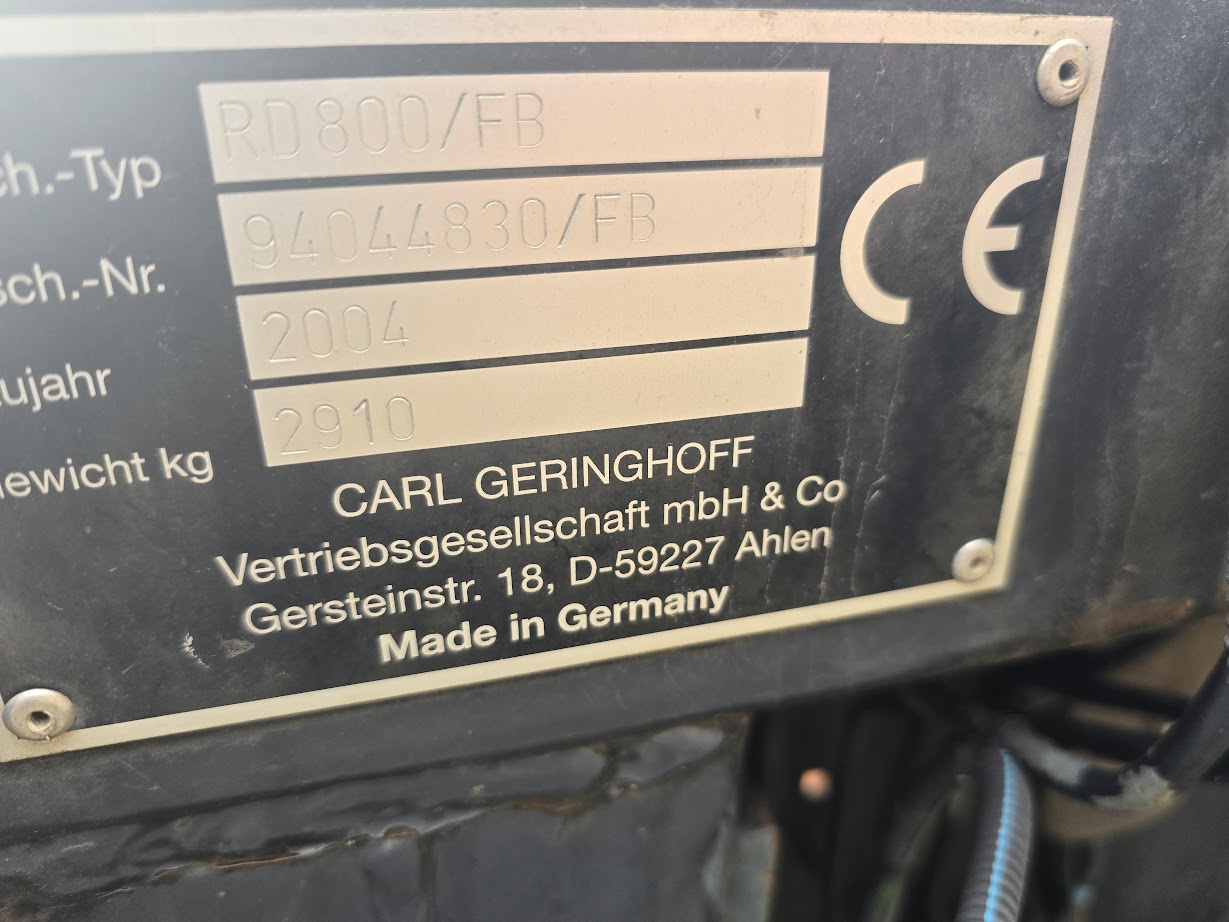 ch.-Typ RD800/FB
sch.-Nr. 94044830/FB
ujahr 2004
ewicht kg 2910
CE
CARL GERINGHOFF
Vertriebsgesellschaft mbH & Co
Gersteinstr. 18, D-59227 Ahlen
Made in Germany